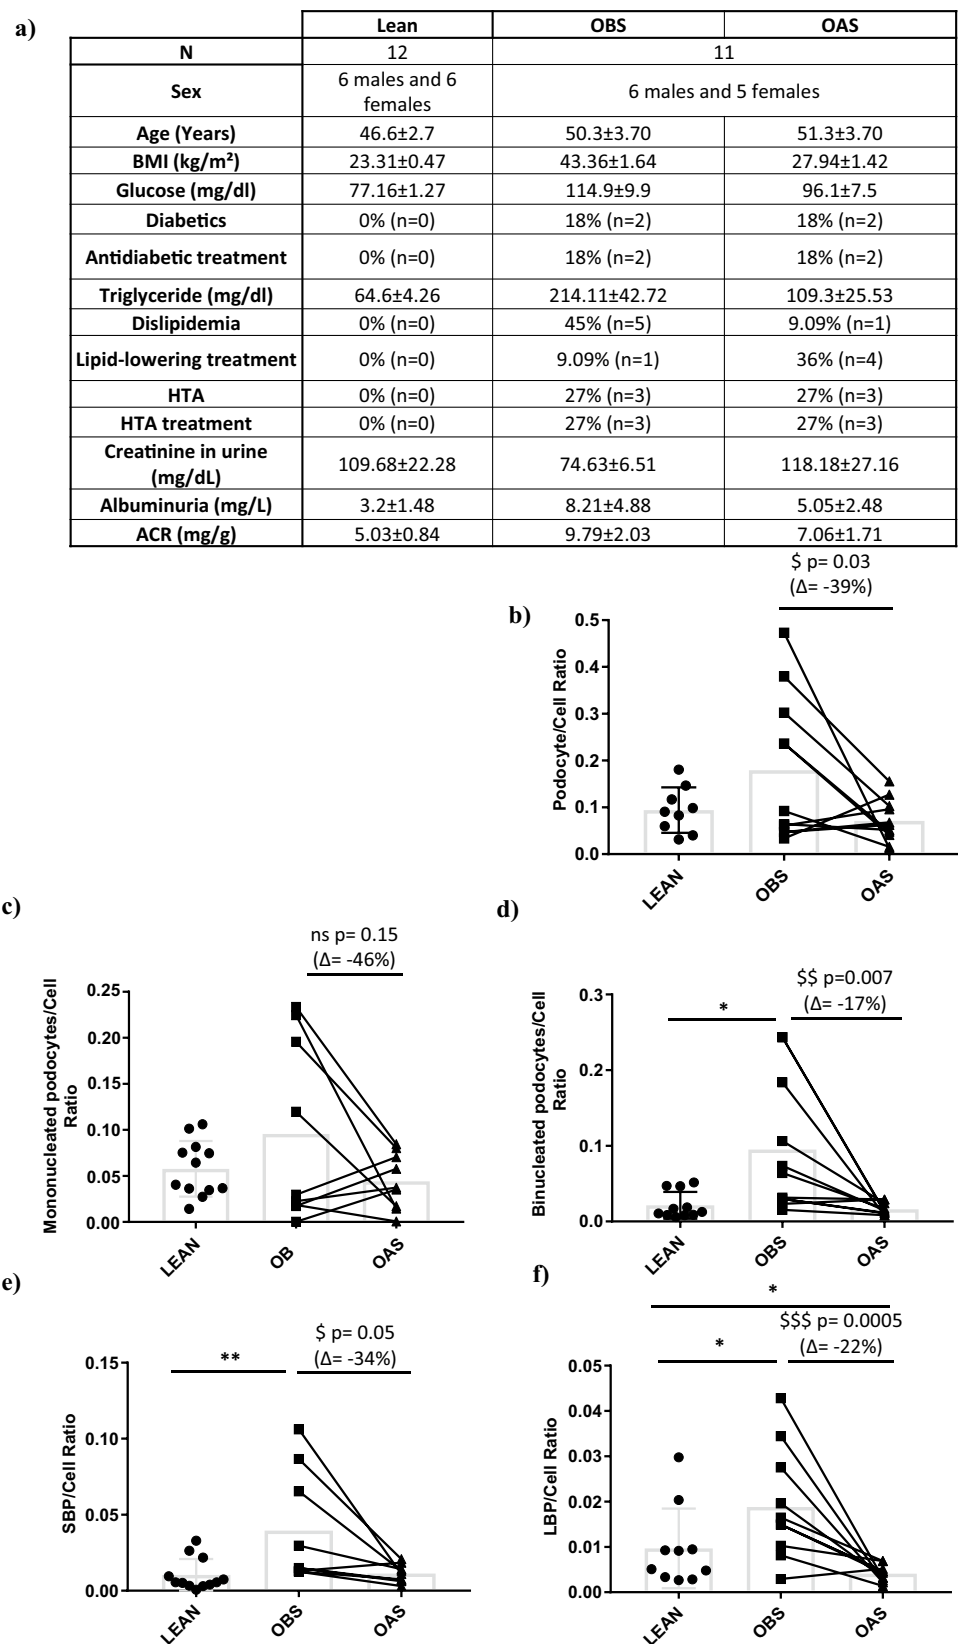 a)
Lean OBS OAS
N 12 11
Sex 6 males and 6 females 6 males and 5 females
Age (Years) 46.6±2.7 50.3±3.70 51.3±3.70
BMI (kg/m²) 23.31±0.47 43.36±1.64 27.94±1.42
Glucose (mg/dl) 77.16±1.27 114.9±9.9 96.1±7.5
Diabetics 0% (n=0) 18% (n=2) 18% (n=2)
Antidiabetic treatment 0% (n=0) 18% (n=2) 18% (n=2)
Triglyceride (mg/dl) 64.6±4.26 214.11±42.72 109.3±25.53
Dislipidemia 0% (n=0) 45% (n=5) 9.09% (n=1)
Lipid-lowering treatment 0% (n=0) 9.09% (n=1) 36% (n=4)
HTA 0% (n=0) 27% (n=3) 27% (n=3)
HTA treatment 0% (n=0) 27% (n=3) 27% (n=3)
Creatinine in urine (mg/dL) 109.68±22.28 74.63±6.51 118.18±27.16
Albuminuria (mg/L) 3.2±1.48 8.21±4.88 5.05±2.48
ACR (mg/g) 5.03±0.84 9.79±2.03 7.06±1.71
b)
$ p= 0.03
(Δ= -39%)
Podocyte/Cell Ratio
0.5
0.4
0.3
0.2
0.1
0.0
LEAN OBS OAS
c)
ns p= 0.15
(Δ= -46%)
Mononucleated podocytes/Cell
Ratio
0.25
0.20
0.15
0.10
0.05
0.00
LEAN OB OAS
d)
*
$$ p=0.007
(Δ= -17%)
Binucleated podocytes/Cell
Ratio
0.3
0.2
0.1
0.0
LEAN OBS OAS
e)
**
$ p= 0.05
(Δ= -34%)
SBP/Cell Ratio
0.15
0.10
0.05
0.00
LEAN OBS OAS
f)
*
*
$$$ p= 0.0005
(Δ= -22%)
LBP/Cell Ratio
0.05
0.04
0.03
0.02
0.01
0.00
LEAN OBS OAS